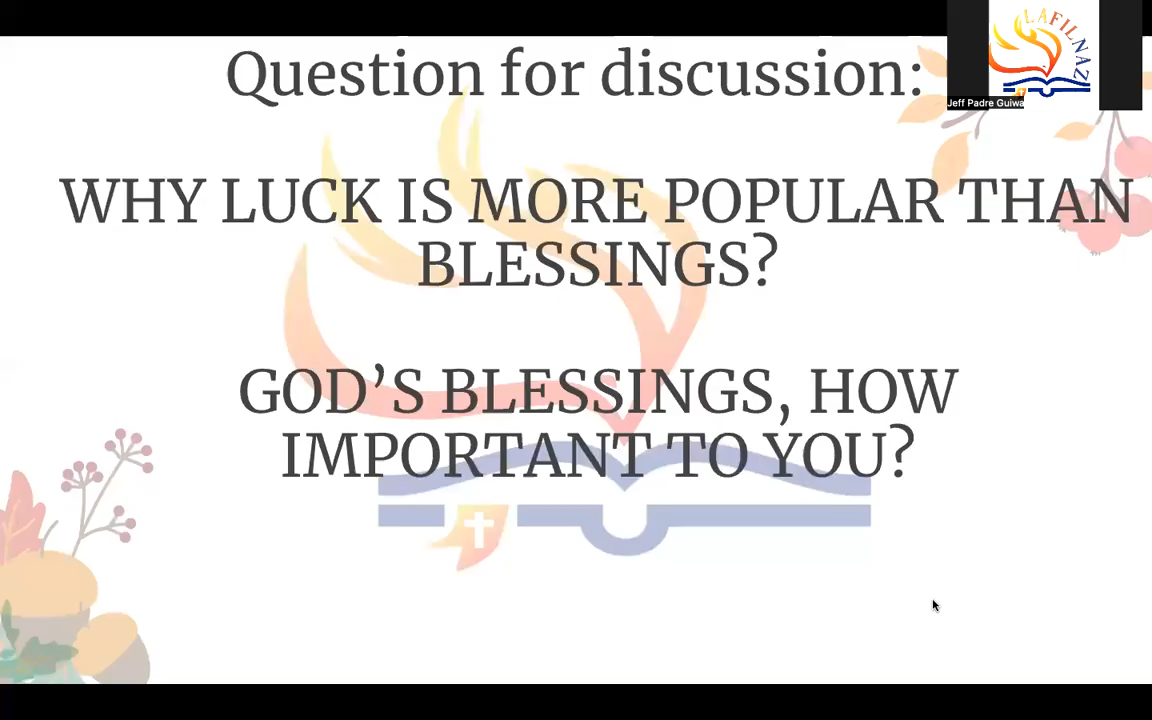 LAFILNAZ
Jeff Padre Guiwa
Question for discussion:
WHY LUCK IS MORE POPULAR THAN
BLESSINGS?
GOD’S BLESSINGS, HOW
IMPORTANT TO YOU?